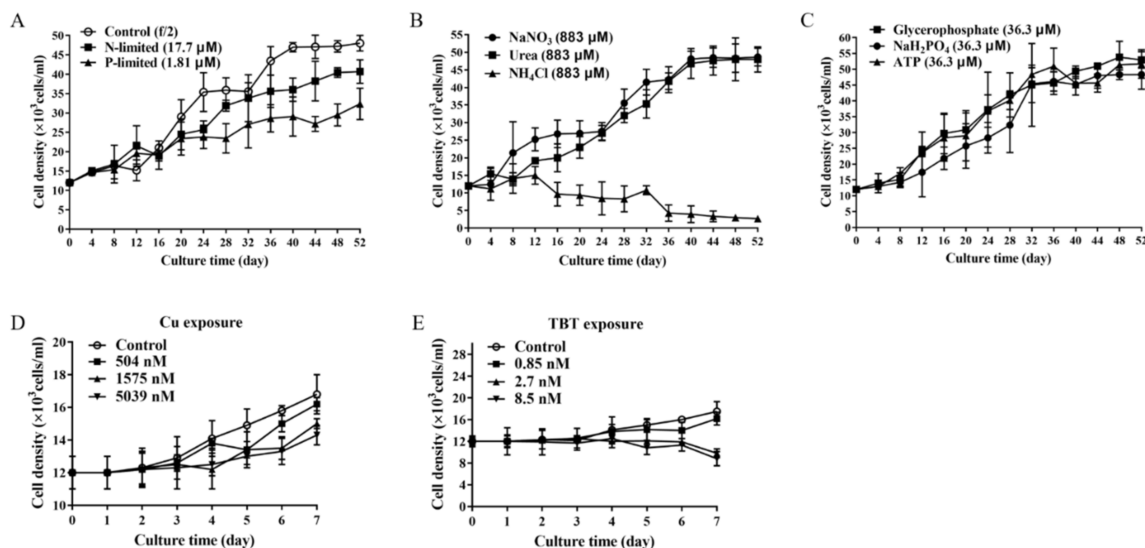 A
Control (f/2)
N-limited (17.7 μM)
P-limited (1.81 μM)
Cell density (×10³cells/ml)
60
50
40
30
25
20
15
10
5
0
0 4 8 12 16 20 24 28 32 36 40 44 48 52
Culture time (day)
B
NaNO₃ (883 μM)
Urea (883 μM)
NH₄Cl (883 μM)
Cell density (×10³cells/ml)
60
50
40
30
25
20
15
10
5
0
0 4 8 12 16 20 24 28 32 36 40 44 48 52
Culture time (day)
C
Glycerophosphate (36.3 μM)
NaH₂PO₄ (36.3 μM)
ATP (36.3 μM)
Cell density (×10³cells/ml)
60
50
40
30
25
20
15
10
5
0
0 4 8 12 16 20 24 28 32 36 40 44 48 52
Culture time (day)
D
Cu exposure
Control
504 nM
1575 nM
5039 nM
Cell density (×10³cells/ml)
20
18
16
14
12
10
0 1 2 3 4 5 6 7
Culture time (day)
E
TBT exposure
Control
0.85 nM
2.7 nM
8.5 nM
Cell density (×10³cells/ml)
28
24
20
16
12
8
4
0
0 1 2 3 4 5 6 7
Culture time (day)